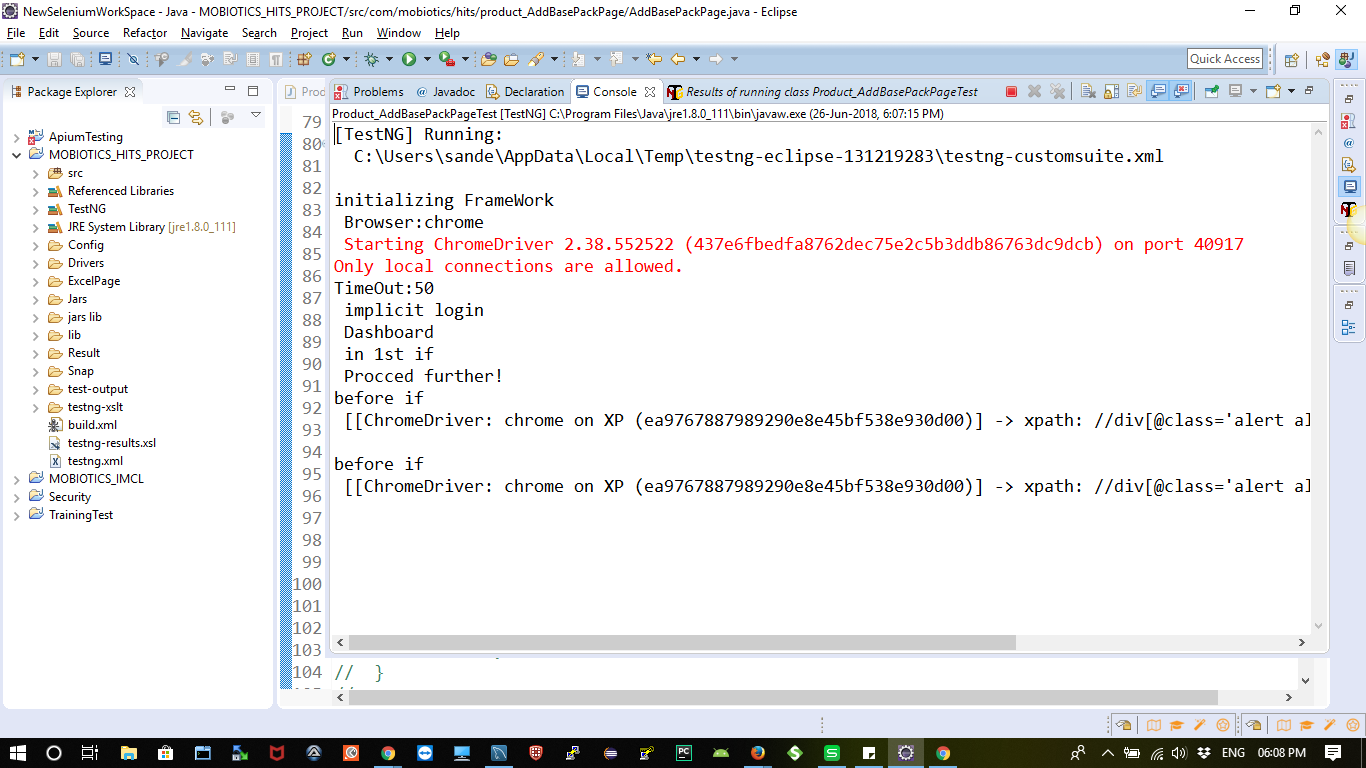 NewSeleniumWorkSpace - Java - MOBIOTICS_HITS_PROJECT/src/com/mobiotics/hits/product_AddBasePackPage/AddBasePackPage.java - Eclipse
File Edit Source Refactor Navigate Search Project Run Window Help
Quick Access
Package Explorer
ApiumTesting
MOBIOTICS_HITS_PROJECT
src
Referenced Libraries
TestNG
JRE System Library [jre1.8.0_111]
Config
Drivers
ExcelPage
Jars
jars lib
lib
Result
Snap
test-output
testng-xslt
build.xml
testng-results.xsl
testng.xml
MOBIOTICS_IMCL
Security
TrainingTest
Prod
Problems @ Javadoc Declaration Console Results of running class Product_AddBasePackPageTest
Product_AddBasePackPageTest [TestNG] C:\Program Files\Java\jre1.8.0_111\bin\javaw.exe (26-Jun-2018, 6:07:15 PM)
79
80
81
82
83
84
85
86
87
88
89
90
91
92
93
94
95
96
97
98
99
100
101
102
103
104 // }
[TestNG] Running:
C:\Users\sande\AppData\Local\Temp\testng-eclipse-131219283\testng-customsuite.xml
initializing FrameWork
Browser:chrome
Starting ChromeDriver 2.38.552522 (437e6fbedfa8762dec75e2c5b3ddb86763dc9dcb) on port 40917
Only local connections are allowed.
TimeOut:50
implicit login
Dashboard
in 1st if
Procced further!
before if
[[ChromeDriver: chrome on XP (ea9767887989290e8e45bf538e930d00)] -> xpath: //div[@class='alert al
before if
[[ChromeDriver: chrome on XP (ea9767887989290e8e45bf538e930d00)] -> xpath: //div[@class='alert al
ENG 06:08 PM